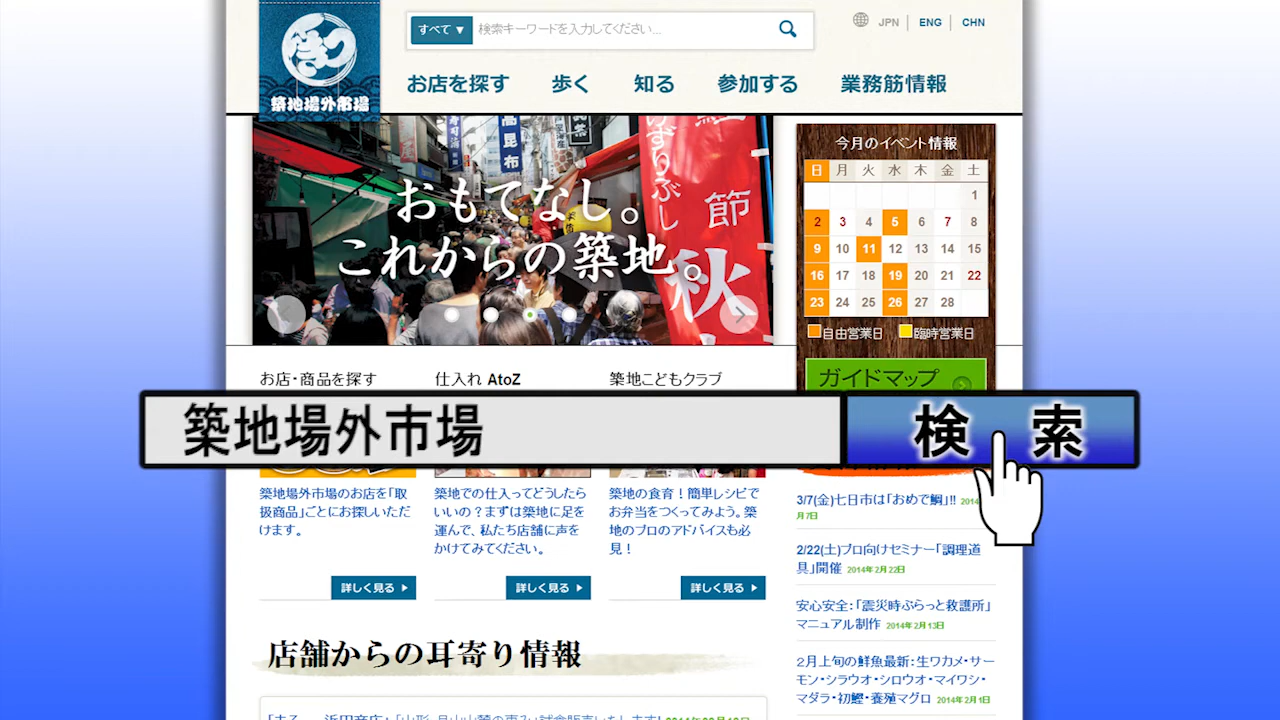 築地場外市場
すべて ▼ 検索キーワードを入力してください...
JPN ENG CHN
お店を探す 歩く 知る 参加する 業務筋情報
寿司清
高昆布
節
秋
おもてなし。
これからの築地。
今月のイベント情報
日 月 火 水 木 金 土
1
2 3 4 5 6 7 8
9 10 11 12 13 14 15
16 17 18 19 20 21 22
23 24 25 26 27 28
自由営業日 臨時営業日
ガイドマップ
お店・商品を探す
仕入れ AtoZ
築地こどもクラブ
築地場外市場
検 索
築地場外市場のお店を「取
扱商品」ごとにお探しいただ
けます。
詳しく見る
築地での仕入ってどうしたら
いいの？まずは築地に足を
運んで、私たち店舗に声を
かけてみてください。
詳しく見る
築地の食育！簡単レシピで
お弁当をつくってみよう。築
地のプロのアドバイスも必
見！
詳しく見る
3/7(金)七日市は「おめで鯛」!! 2014
月7日
2/22(土)プロ向けセミナー「調理道
具」開催 2014年2月22日
安心安全：「震災時ぷらっと救護所」
マニュアル制作 2014年2月13日
２月上旬の鮮魚最新：生ワカメ・サー
モン・シラウオ・シロウオ・マイワシ・
マダラ・初鰹・養殖マグロ 2014年2月1日
店舗からの耳寄り情報